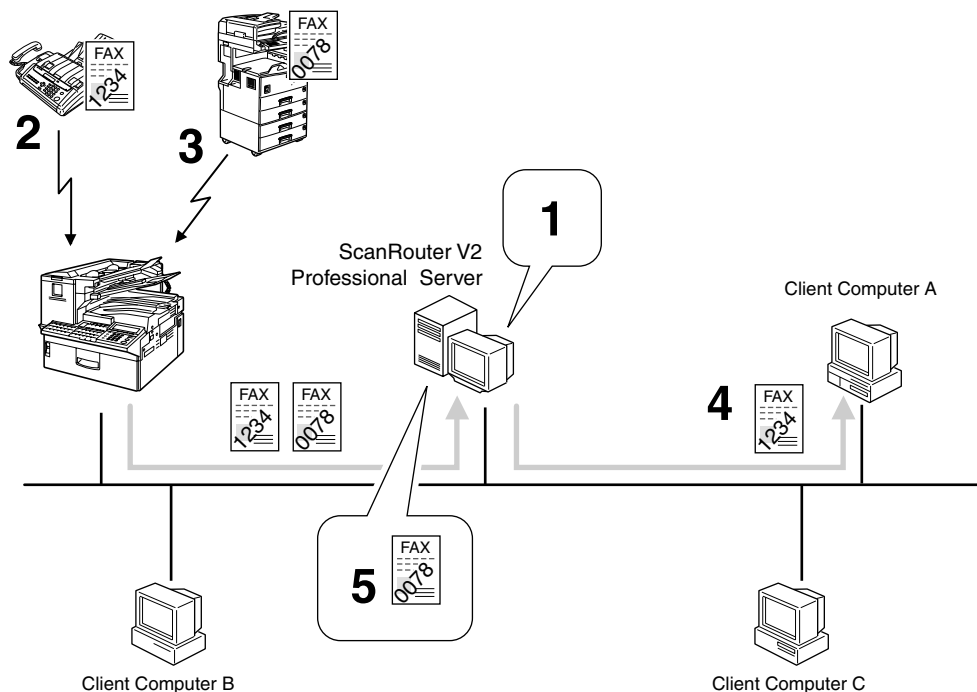 FAX
1234
2
FAX
0078
3
1
ScanRouter V2
Professional Server
Client Computer A
FAX
1234
FAX
0078
4
FAX
1234
5
FAX
0078
Client Computer B
Client Computer C